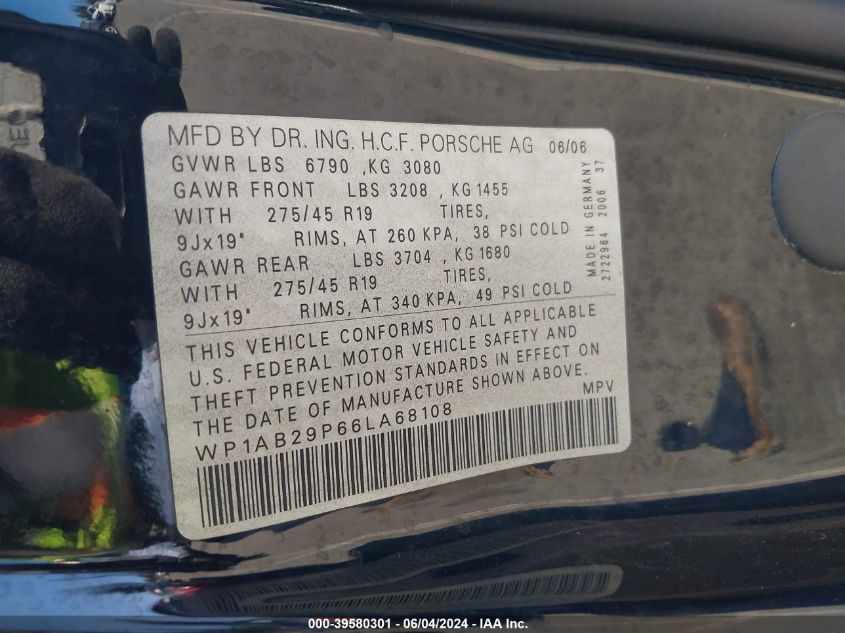 MFD BY DR. ING. H.C.F. PORSCHE AG 06/06
GVWR LBS 6790 ,KG 3080
GAWR FRONT LBS 3208 , KG 1455
WITH 275/45 R19 TIRES,
9Jx19" RIMS, AT 260 KPA, 38 PSI COLD
GAWR REAR LBS 3704 , KG 1680
WITH 275/45 R19 TIRES,
9Jx19" RIMS, AT 340 KPA, 49 PSI COLD
MADE IN GERMANY
2722984 2006 37
THIS VEHICLE CONFORMS TO ALL APPLICABLE
U.S. FEDERAL MOTOR VEHICLE SAFETY AND
THEFT PREVENTION STANDARDS IN EFFECT ON
THE DATE OF MANUFACTURE SHOWN ABOVE.
WP1AB29P66LA68108 MPV
000-39580301 - 06/04/2024 - IAA Inc.